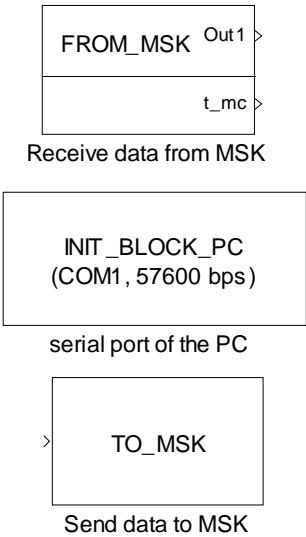 FROM_MSK Out1
t_mc
Receive data from MSK
INIT_BLOCK_PC
(COM1, 57600 bps)
serial port of the PC
TO_MSK
Send data to MSK